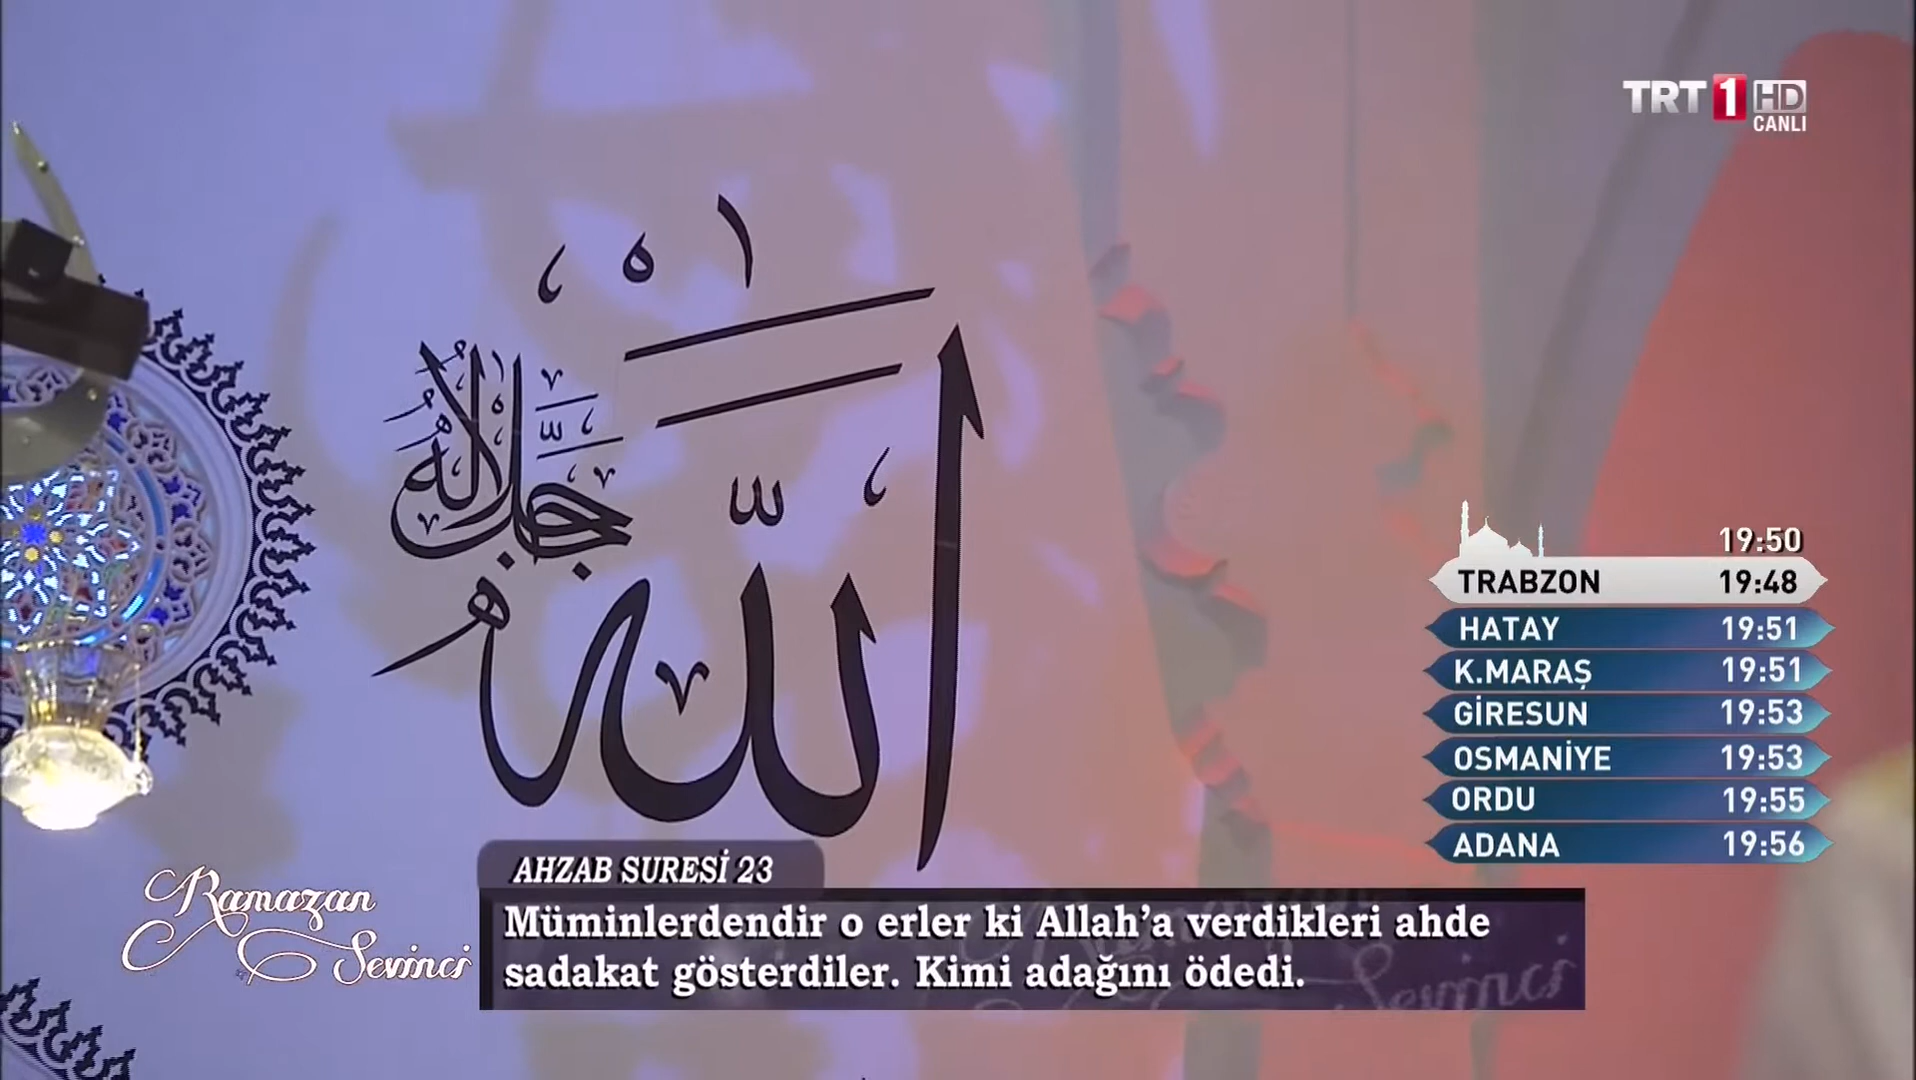 TRT 1 HD
CANLI
الله
جل جلاله
19:50
TRABZON 19:48
HATAY 19:51
K.MARAŞ 19:51
GİRESUN 19:53
OSMANİYE 19:53
ORDU 19:55
ADANA 19:56
Ramazan
Sevinci
AHZAB SURESİ 23
Müminlerdendir o erler ki Allah'a verdikleri ahde
sadakat gösterdiler. Kimi adağını ödedi.